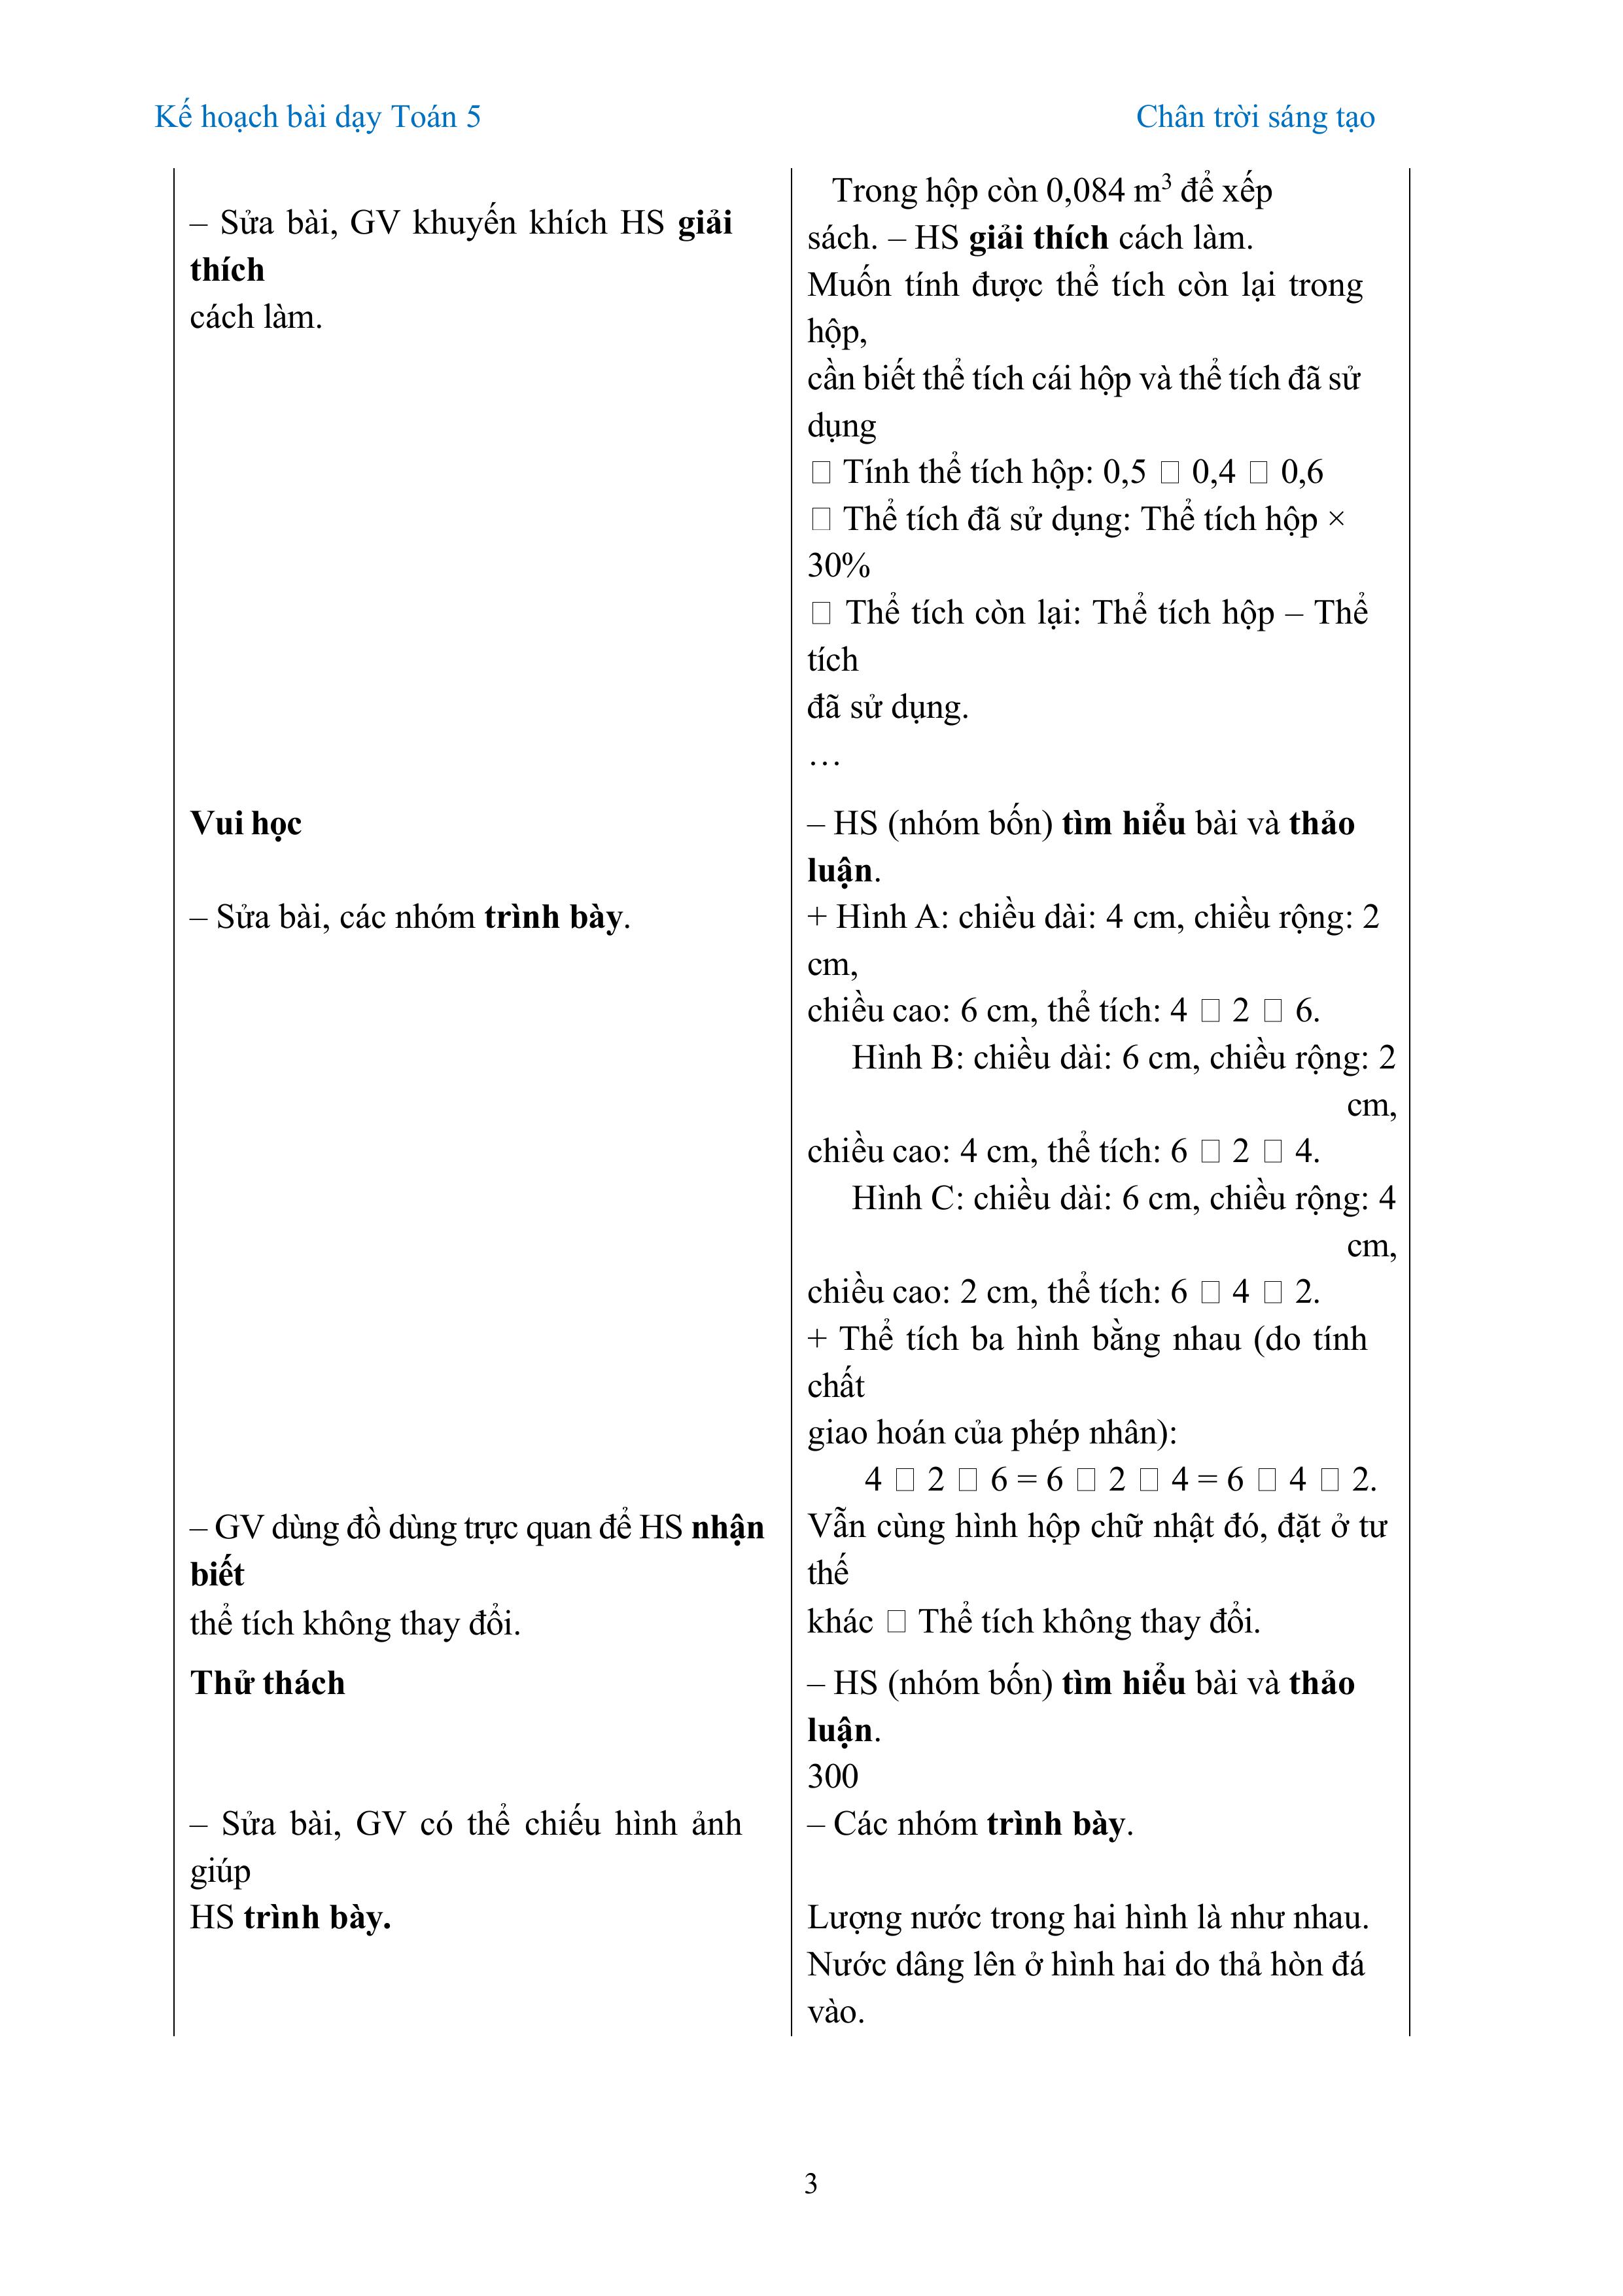 Kế hoạch bài dạy Toán 5 Chân trời sáng tạo
– Sửa bài, GV khuyến khích HS giải
thích
cách làm.
Trong hộp còn 0,084 m³ để xếp
sách. – HS giải thích cách làm.
Muốn tính được thể tích còn lại trong
hộp,
cần biết thể tích cái hộp và thể tích đã sử
dụng
□ Tính thể tích hộp: 0,5 □ 0,4 □ 0,6
□ Thể tích đã sử dụng: Thể tích hộp ×
30%
□ Thể tích còn lại: Thể tích hộp – Thể
tích
đã sử dụng.
…
Vui học
– Sửa bài, các nhóm trình bày.
– GV dùng đồ dùng trực quan để HS nhận
biết
thể tích không thay đổi.
– HS (nhóm bốn) tìm hiểu bài và thảo
luận.
+ Hình A: chiều dài: 4 cm, chiều rộng: 2
cm,
chiều cao: 6 cm, thể tích: 4 □ 2 □ 6.
Hình B: chiều dài: 6 cm, chiều rộng: 2
cm,
chiều cao: 4 cm, thể tích: 6 □ 2 □ 4.
Hình C: chiều dài: 6 cm, chiều rộng: 4
cm,
chiều cao: 2 cm, thể tích: 6 □ 4 □ 2.
+ Thể tích ba hình bằng nhau (do tính
chất
giao hoán của phép nhân):
4 □ 2 □ 6 = 6 □ 2 □ 4 = 6 □ 4 □ 2.
Vẫn cùng hình hộp chữ nhật đó, đặt ở tư
thế
khác □ Thể tích không thay đổi.
Thử thách
– Sửa bài, GV có thể chiếu hình ảnh
giúp
HS trình bày.
– HS (nhóm bốn) tìm hiểu bài và thảo
luận.
300
– Các nhóm trình bày.
Lượng nước trong hai hình là như nhau.
Nước dâng lên ở hình hai do thả hòn đá
vào.
3